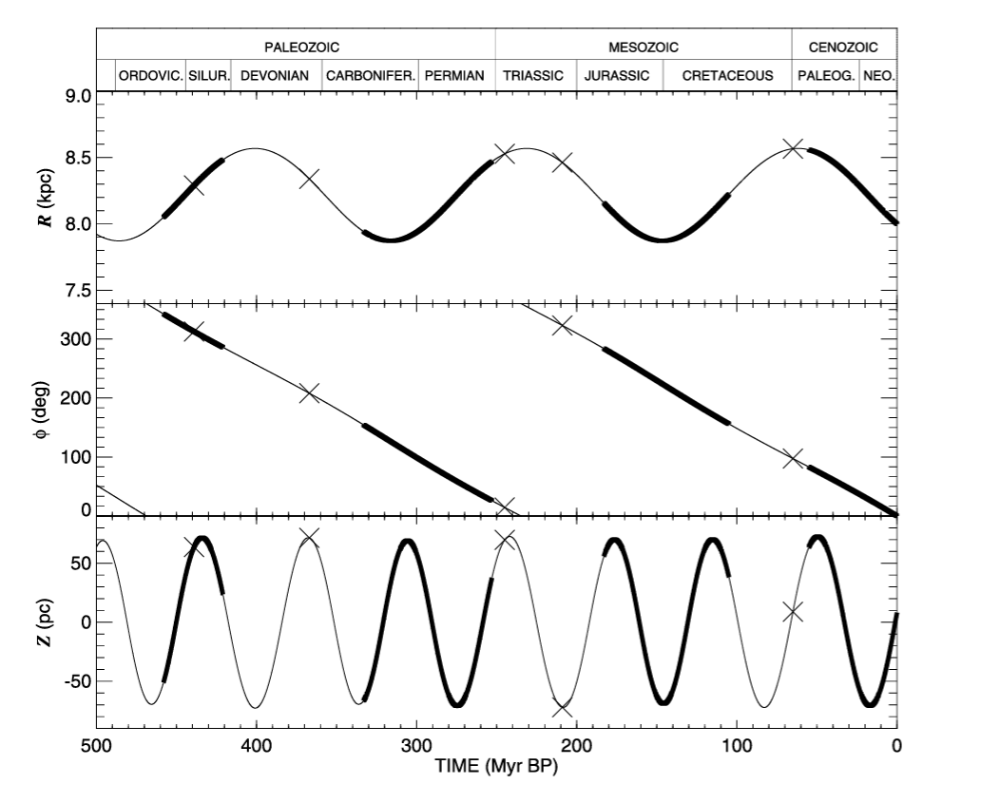 PALEOZOIC MESOZOIC CENOZOIC
ORDOVIC. SILUR. DEVONIAN CARBONIFER. PERMIAN TRIASSIC JURASSIC CRETACEOUS PALEOG. NEO.
9.0
8.5
R (kpc)
8.0
7.5
300
200
ϕ (deg)
100
0
50
0
Z (pc)
-50
500 400 300 200 100 0
TIME (Myr BP)